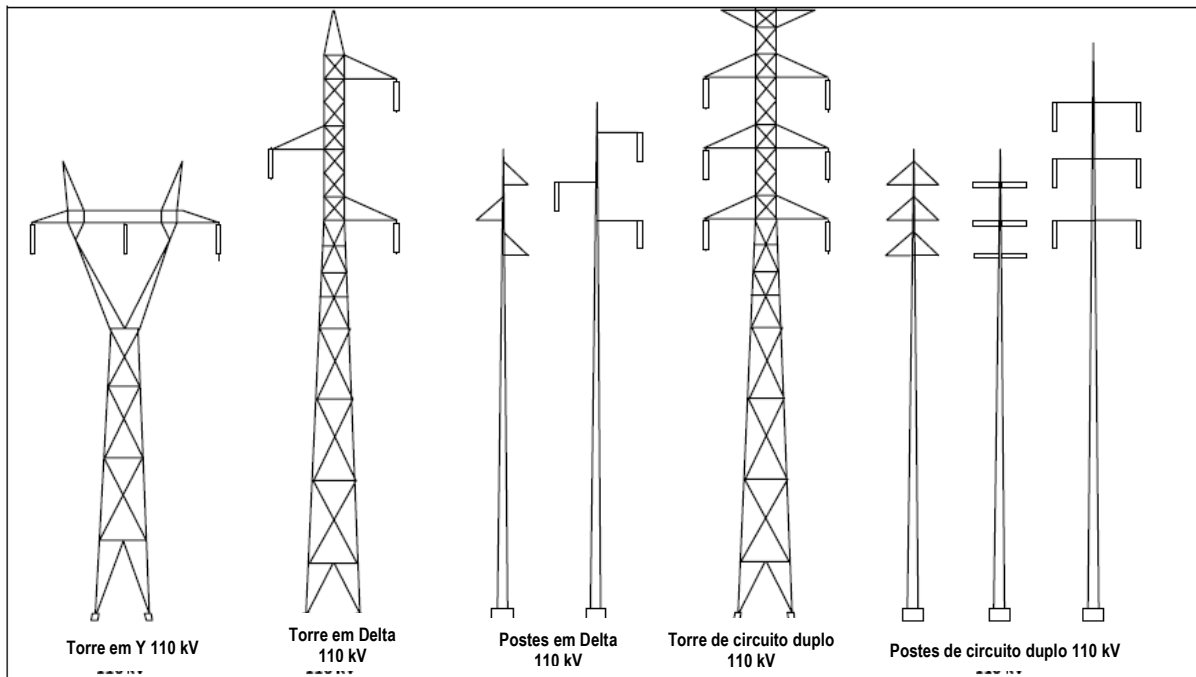 Torre em Y 110 kV
Torre em Delta
110 kV
Postes em Delta
110 kV
Torre de circuito duplo
110 kV
Postes de circuito duplo 110 kV